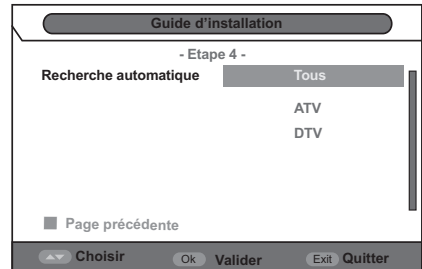 Guide d'installation
- Etape 4 -
Recherche automatique Tous
ATV
DTV
Page précédente
Choisir Ok Valider Exit Quitter